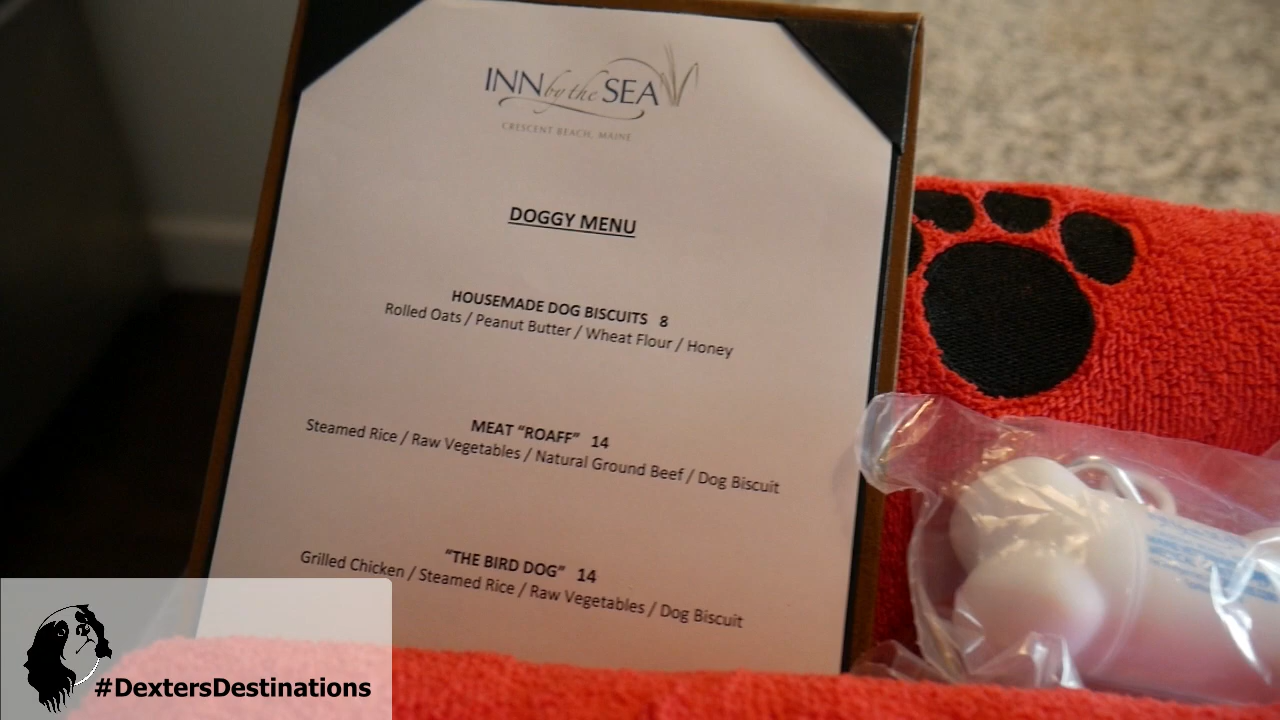 INN by the SEA
CRESCENT BEACH, MAINE
DOGGY MENU
HOUSEMADE DOG BISCUITS 8
Rolled Oats / Peanut Butter / Wheat Flour / Honey
MEAT “ROAFF” 14
Steamed Rice / Raw Vegetables / Natural Ground Beef / Dog Biscuit
“THE BIRD DOG” 14
Grilled Chicken / Steamed Rice / Raw Vegetables / Dog Biscuit
#DextersDestinations